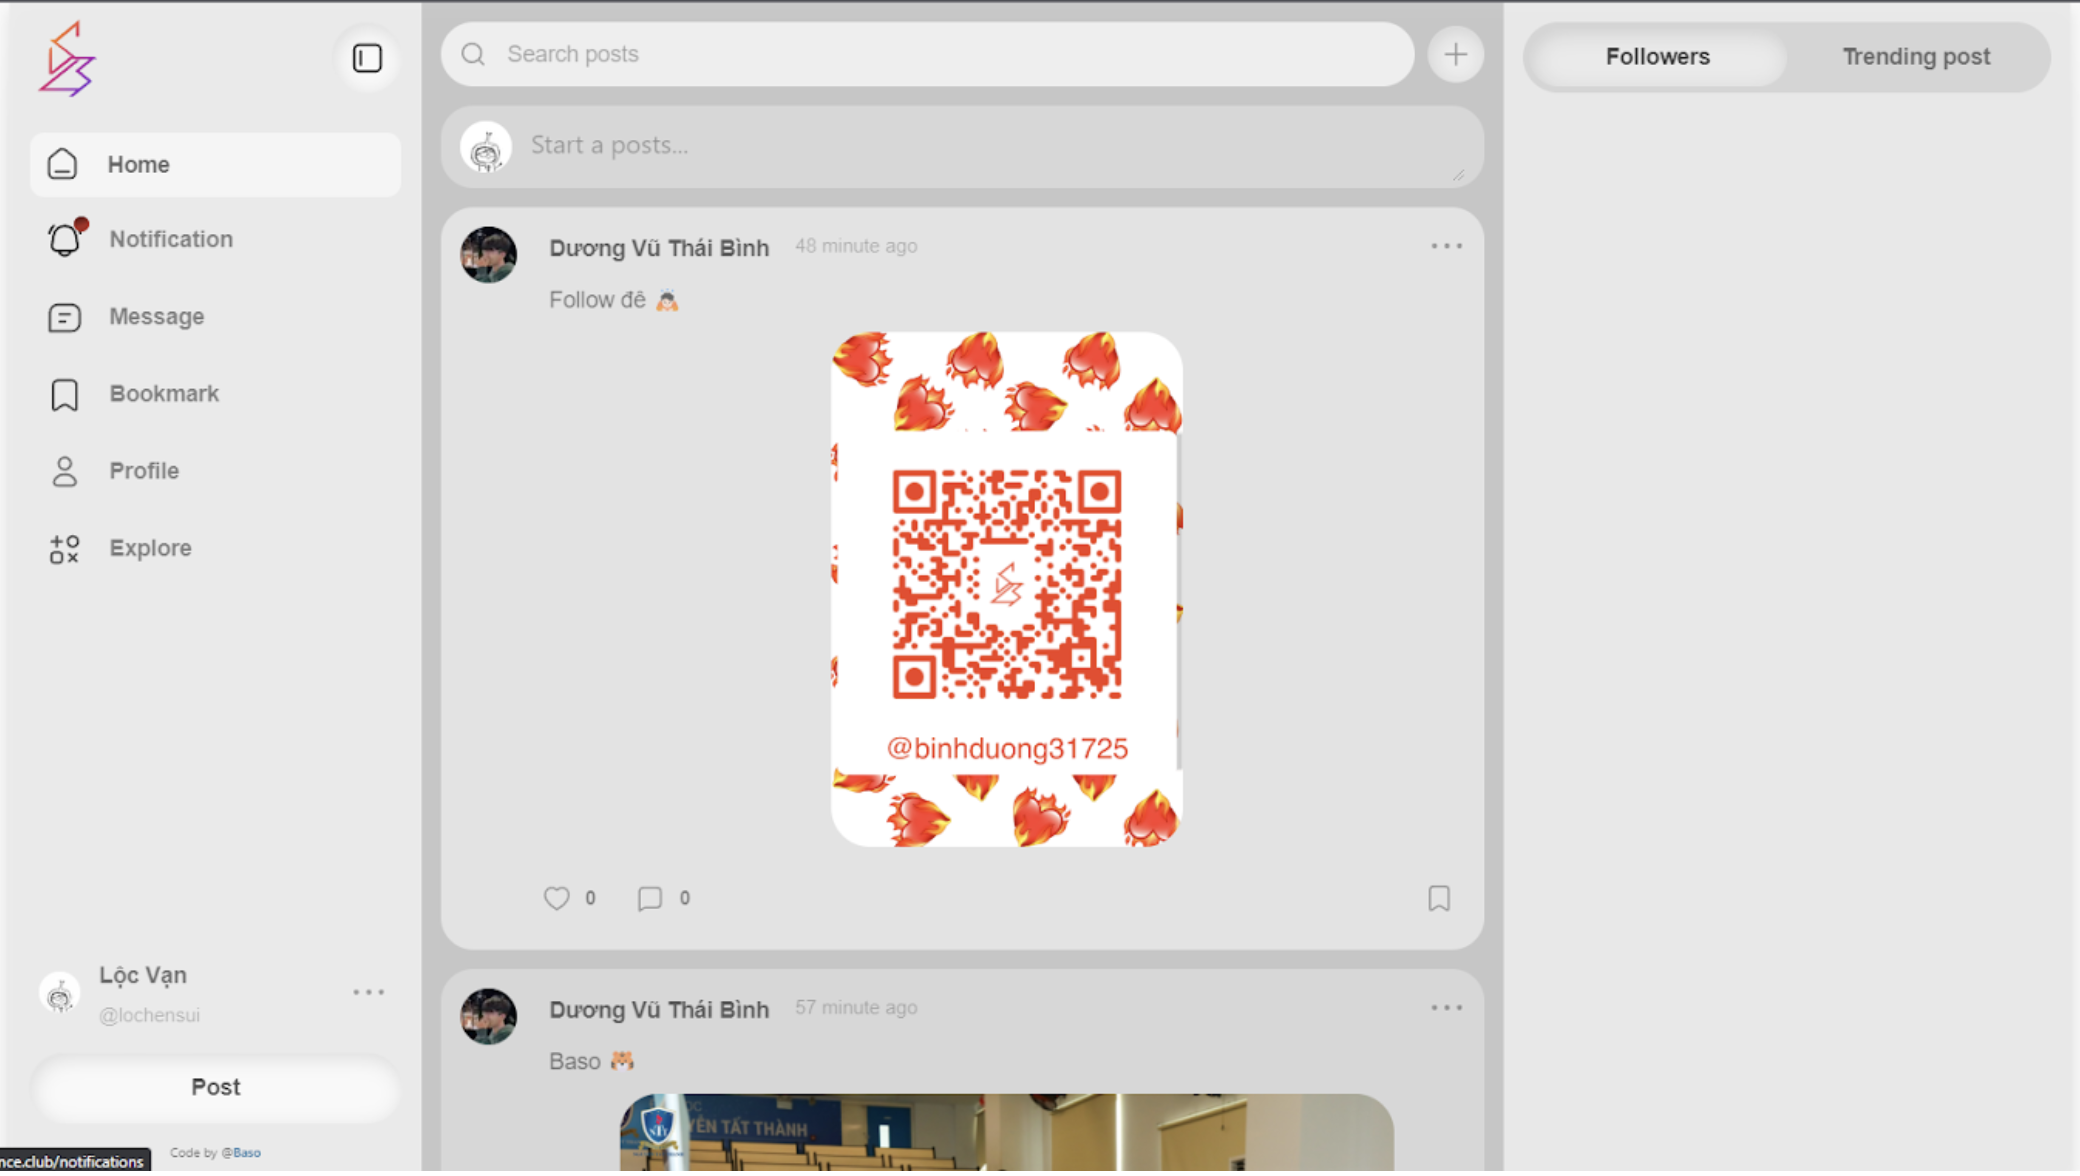 Search posts
Followers
Trending post
Start a posts...
Home
Notification
Message
Bookmark
Profile
Explore
Dương Vũ Thái Bình 48 minute ago
Follow đê
@binhduong31725
0 0
Dương Vũ Thái Bình 57 minute ago
Baso
TẤT THÀNH
Lộc Vạn
@lochensui
Post
Code by @Baso
nce.club/notifications